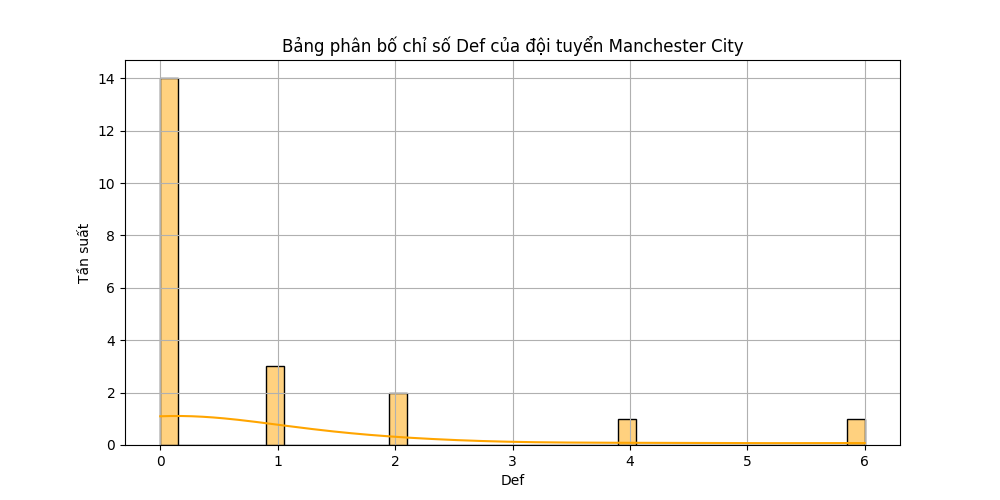 Bảng phân bố chỉ số Def của đội tuyển Manchester City
Tần suất
14
12
10
8
6
4
2
0
0 1 2 3 4 5 6
Def